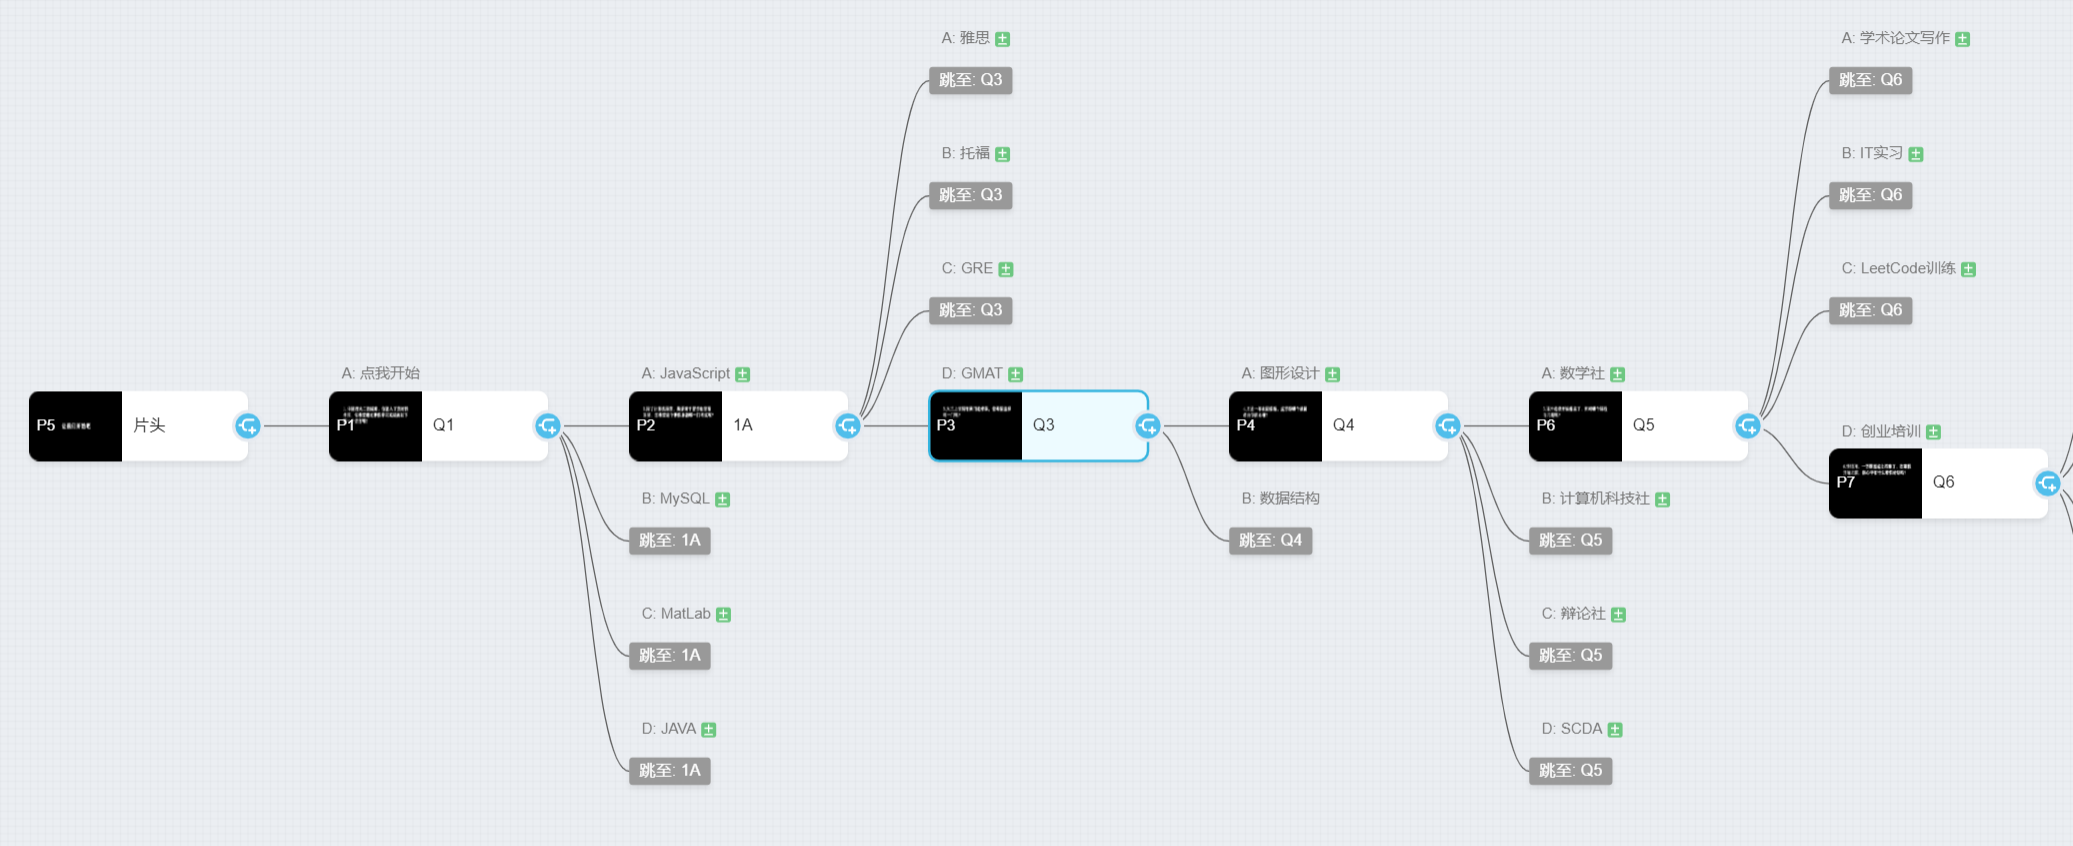 P5
片头
A: 点我开始
P1
Q1
A: JavaScript
P2
1A
B: MySQL
跳至: 1A
C: MatLab
跳至: 1A
D: JAVA
跳至: 1A
A: 雅思
跳至: Q3
B: 托福
跳至: Q3
C: GRE
跳至: Q3
D: GMAT
P3
Q3
A: 图形设计
P4
Q4
B: 数据结构
跳至: Q4
A: 数学社
P6
Q5
B: 计算机科技社
跳至: Q5
C: 辩论社
跳至: Q5
D: SCDA
跳至: Q5
A: 学术论文写作
跳至: Q6
B: IT实习
跳至: Q6
C: LeetCode训练
跳至: Q6
D: 创业培训
P7
Q6